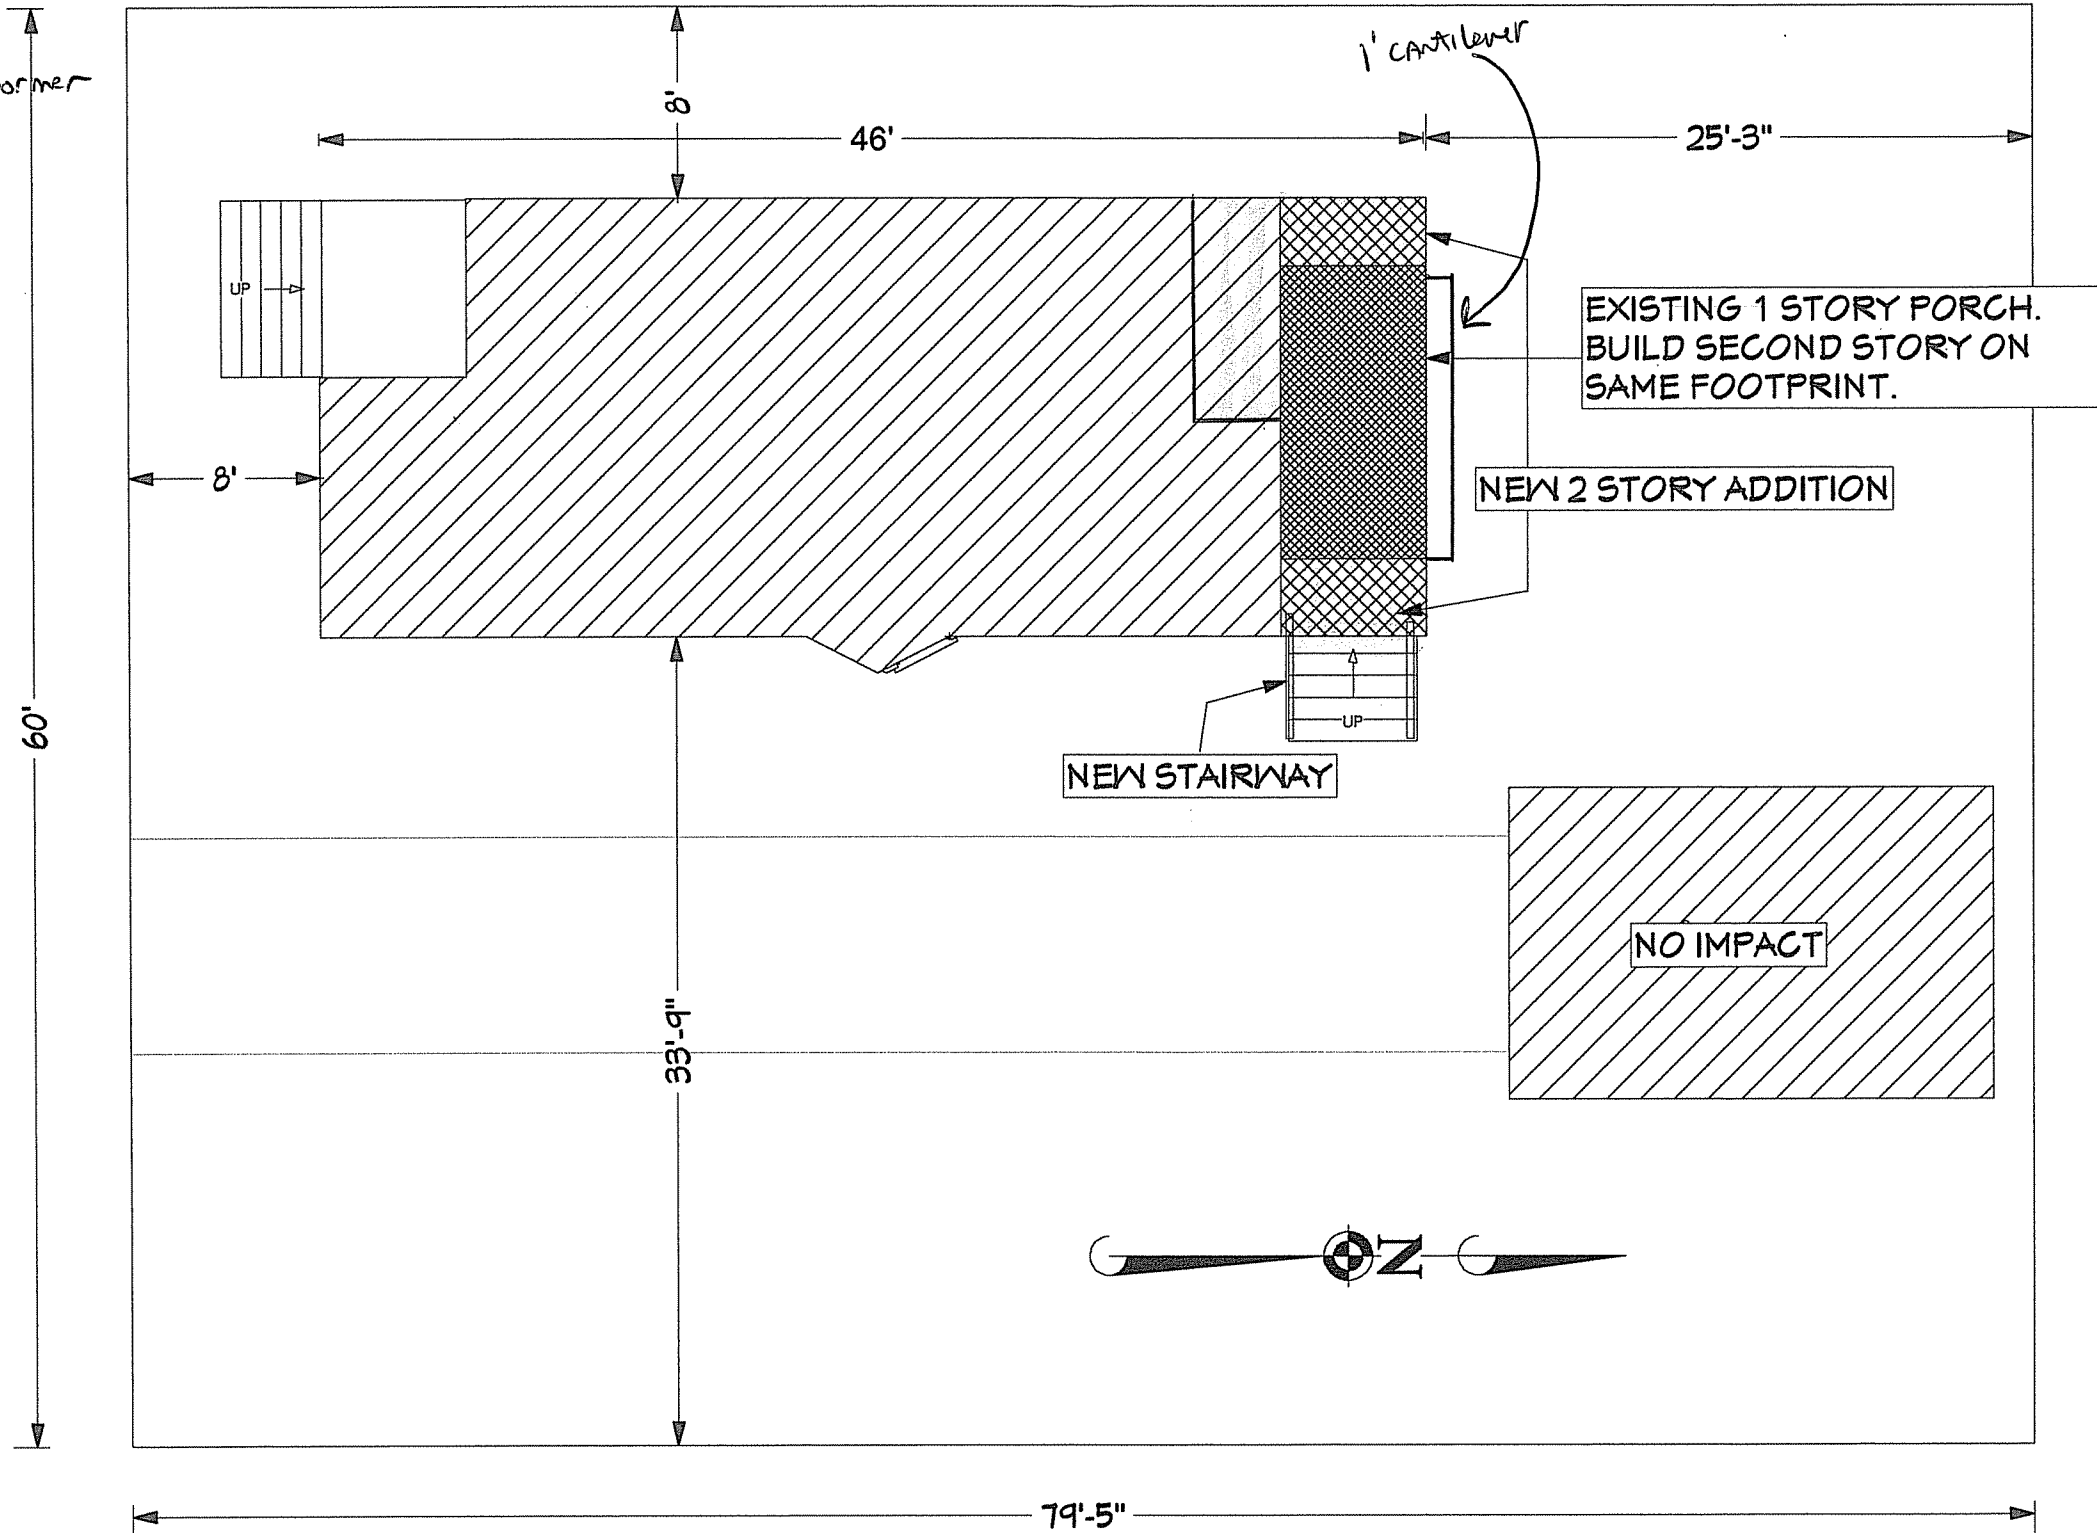 1' CANTILEVER
ormer
8'
46'
25'-3"
UP
EXISTING 1 STORY PORCH.
BUILD SECOND STORY ON
SAME FOOTPRINT.
8'
NEW 2 STORY ADDITION
60'
UP
NEW STAIRWAY
NO IMPACT
33'-9"
N
79'-5"